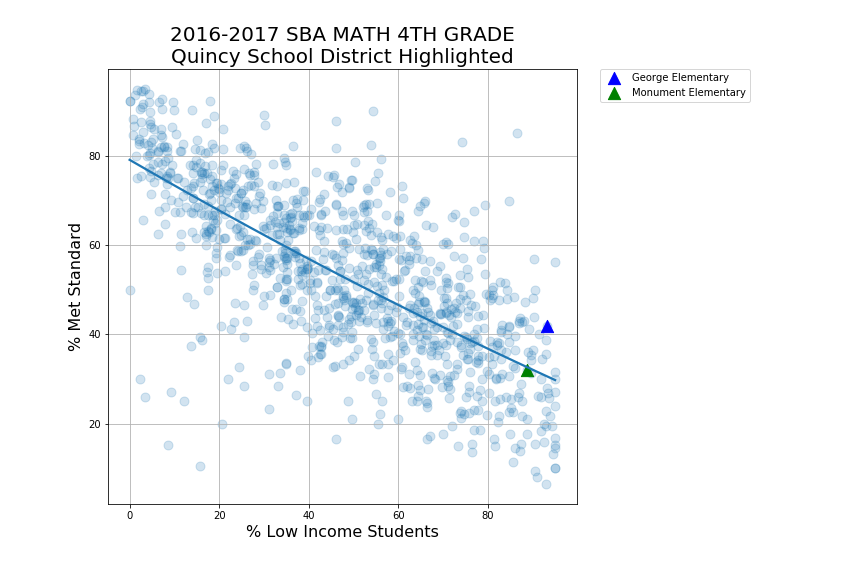 2016-2017 SBA MATH 4TH GRADE
Quincy School District Highlighted
George Elementary
Monument Elementary
% Met Standard
80
60
40
20
0
20
40
60
80
% Low Income Students